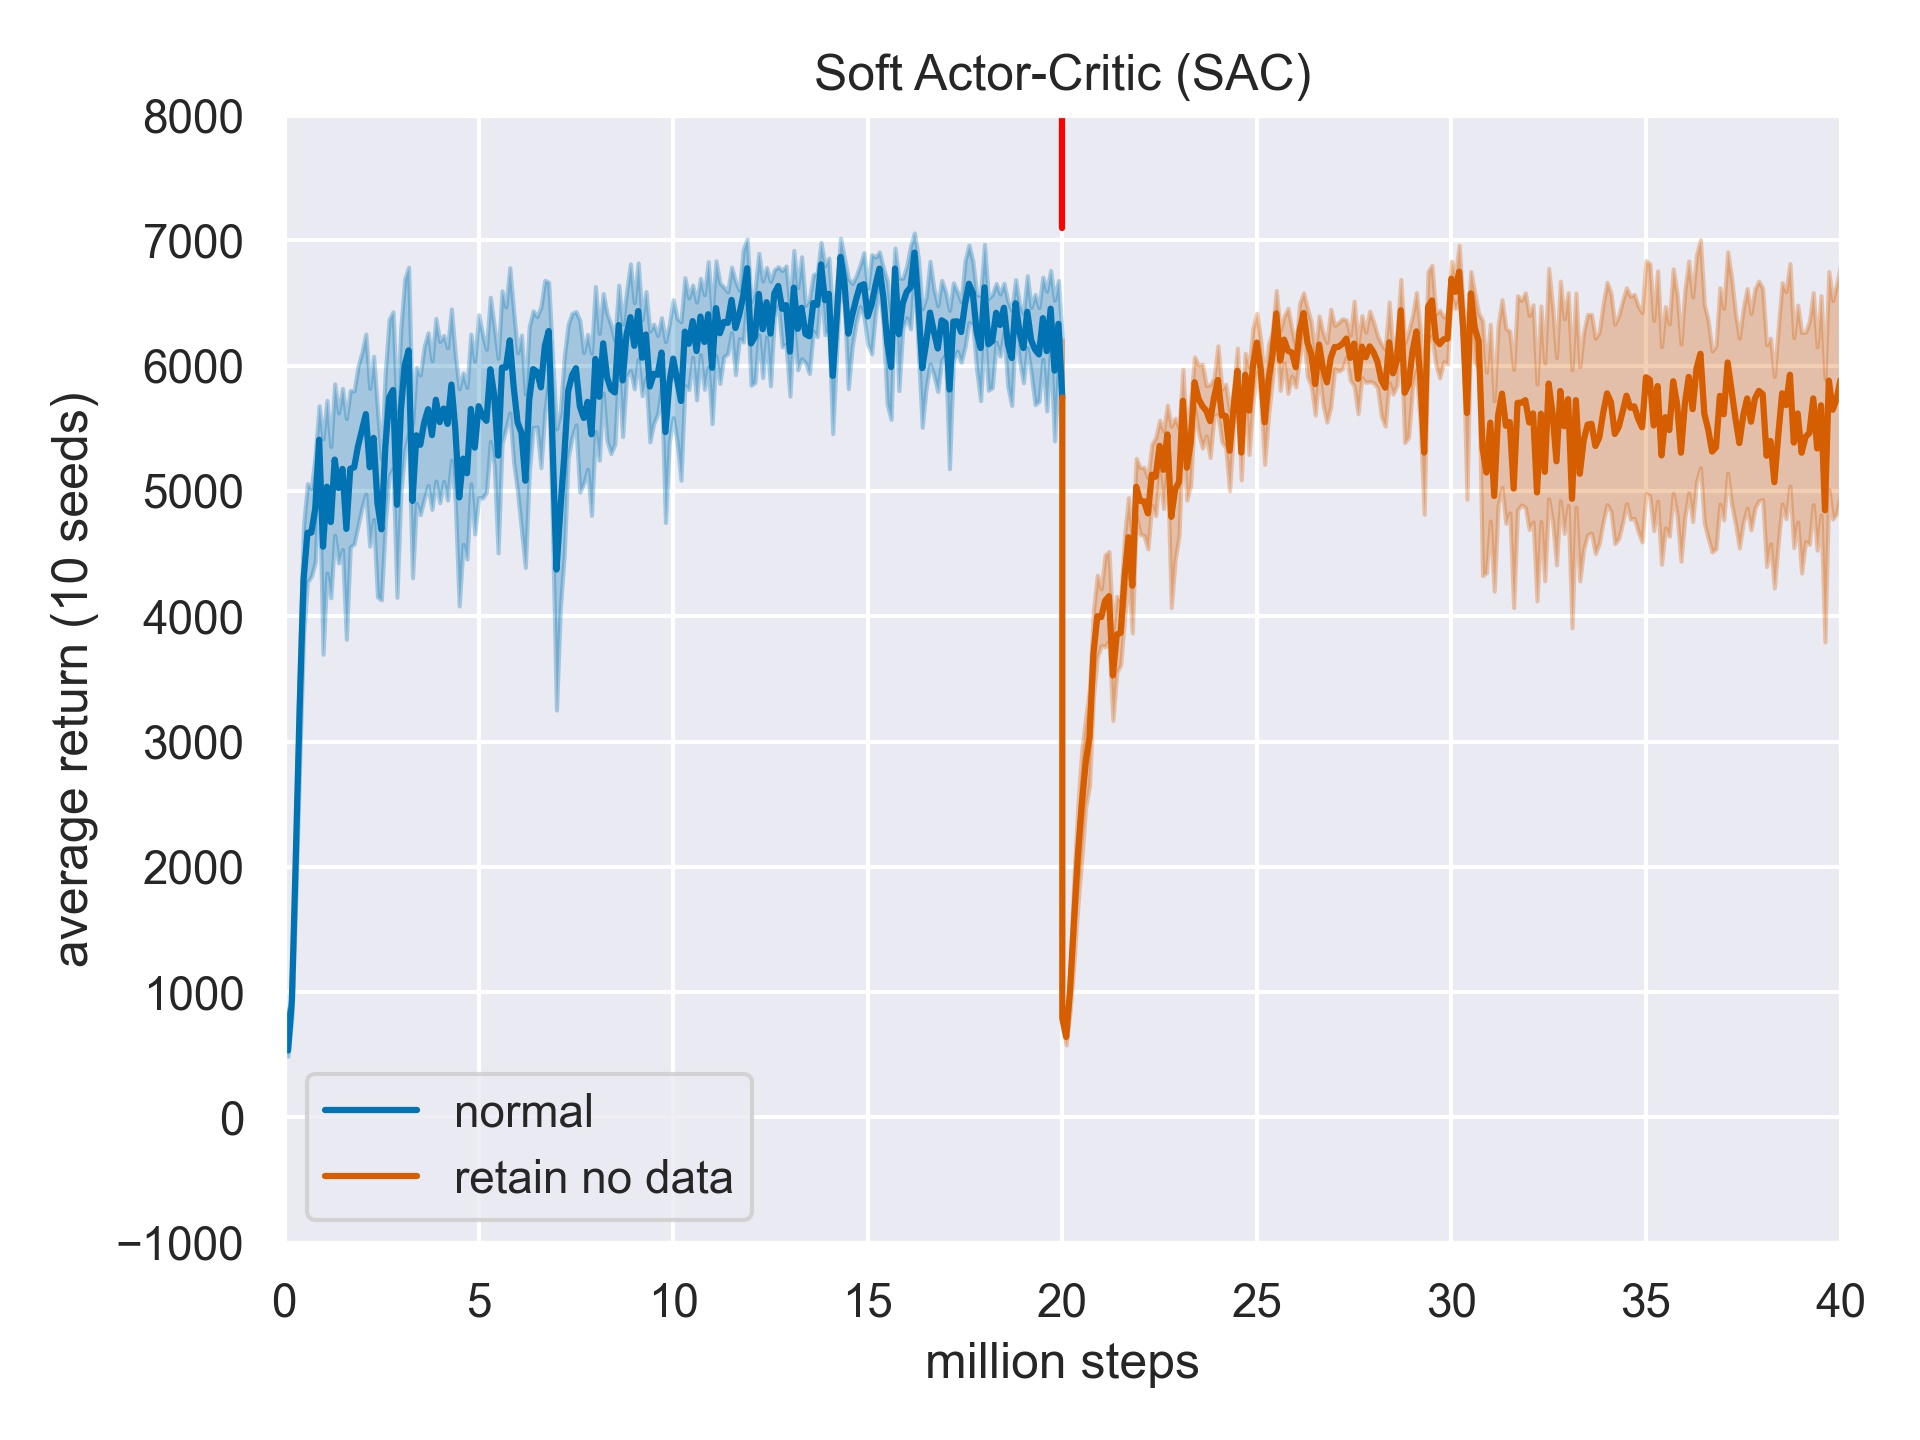 Soft Actor-Critic (SAC)
8000
7000
6000
5000
4000
3000
2000
1000
0
−1000
average return (10 seeds)
normal
retain no data
0 5 10 15 20 25 30 35 40
million steps